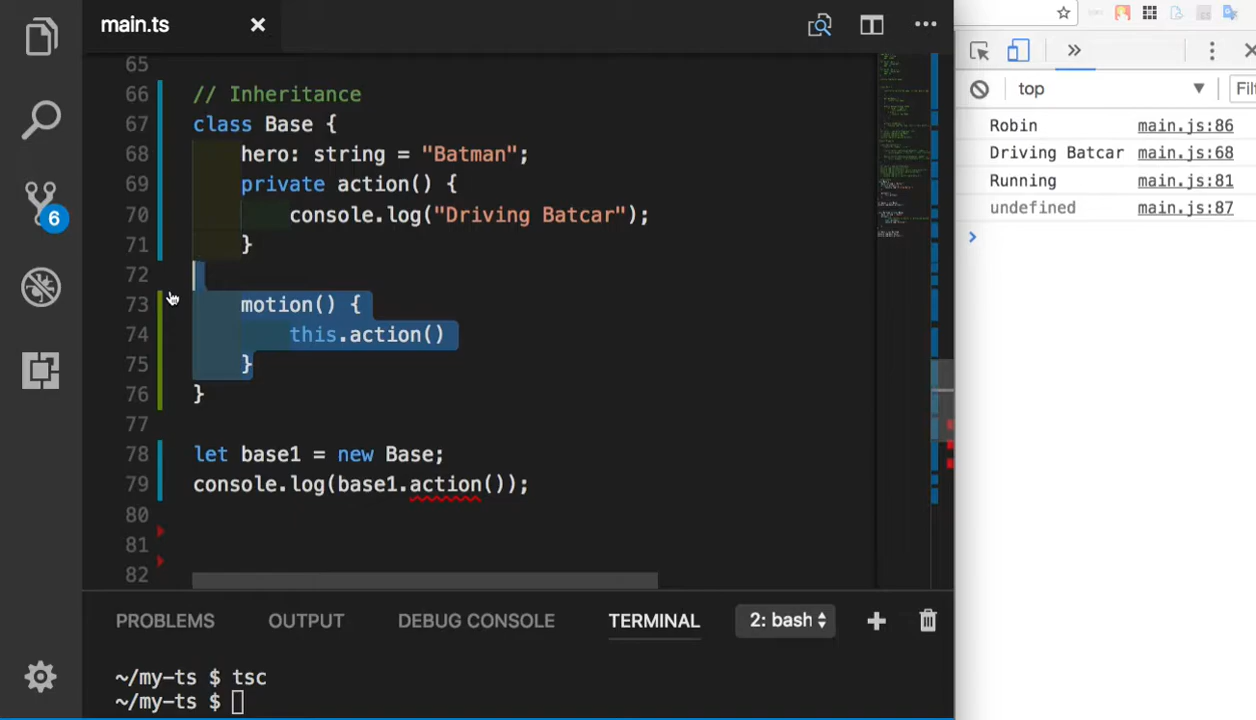 main.ts
65
66 // Inheritance
67 class Base {
68 hero: string = "Batman";
69 private action() {
70 console.log("Driving Batcar");
71 }
72
73 motion() {
74 this.action()
75 }
76 }
77
78 let base1 = new Base;
79 console.log(base1.action());
80
81
82
6
PROBLEMS OUTPUT DEBUG CONSOLE TERMINAL 2: bash
~/my-ts $ tsc
~/my-ts $
top Fil
Robin main.js:86
Driving Batcar main.js:68
Running main.js:81
undefined main.js:87